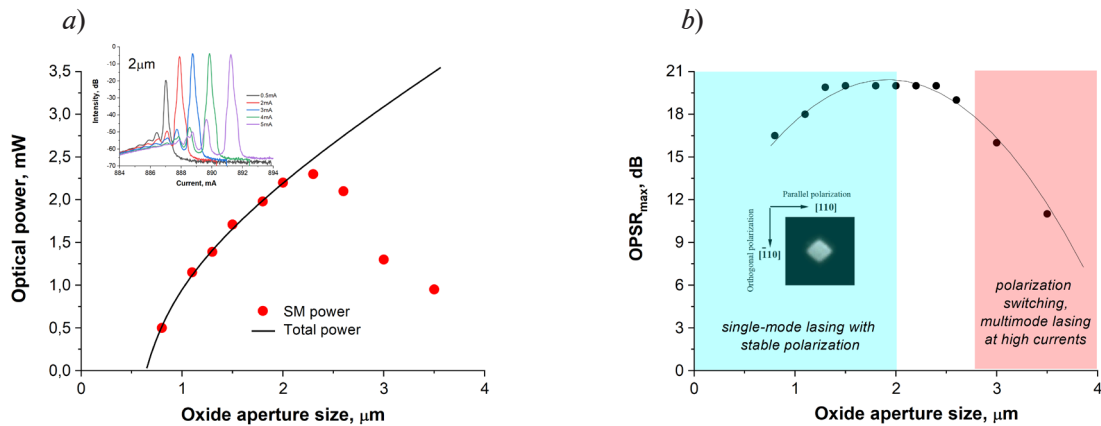 a)
2μm
Intensity, dB
0
-10
-20
-30
-40
-50
-60
-70
884 886 888 890 892 894
Current, mA
0.5mA
2mA
3mA
4mA
5mA
Optical power, mW
3,5
3,0
2,5
2,0
1,5
1,0
0,5
0,0
SM power
Total power
0 1 2 3 4
Oxide aperture size, μm
b)
OPSRmax, dB
21
18
15
12
9
6
3
0
Parallel polarization
[110]
Orthogonal polarization
[1̄10]
single-mode lasing with
stable polarization
polarization
switching,
multimode lasing
at high currents
0 1 2 3 4
Oxide aperture size, μm